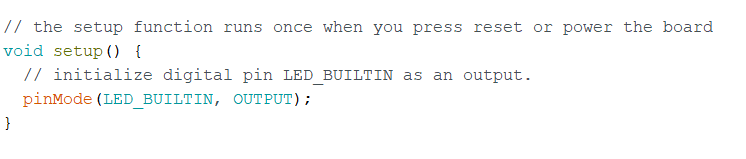 // the setup function runs once when you press reset or power the board
void setup() {
  // initialize digital pin LED_BUILTIN as an output.
  pinMode(LED_BUILTIN, OUTPUT);
}